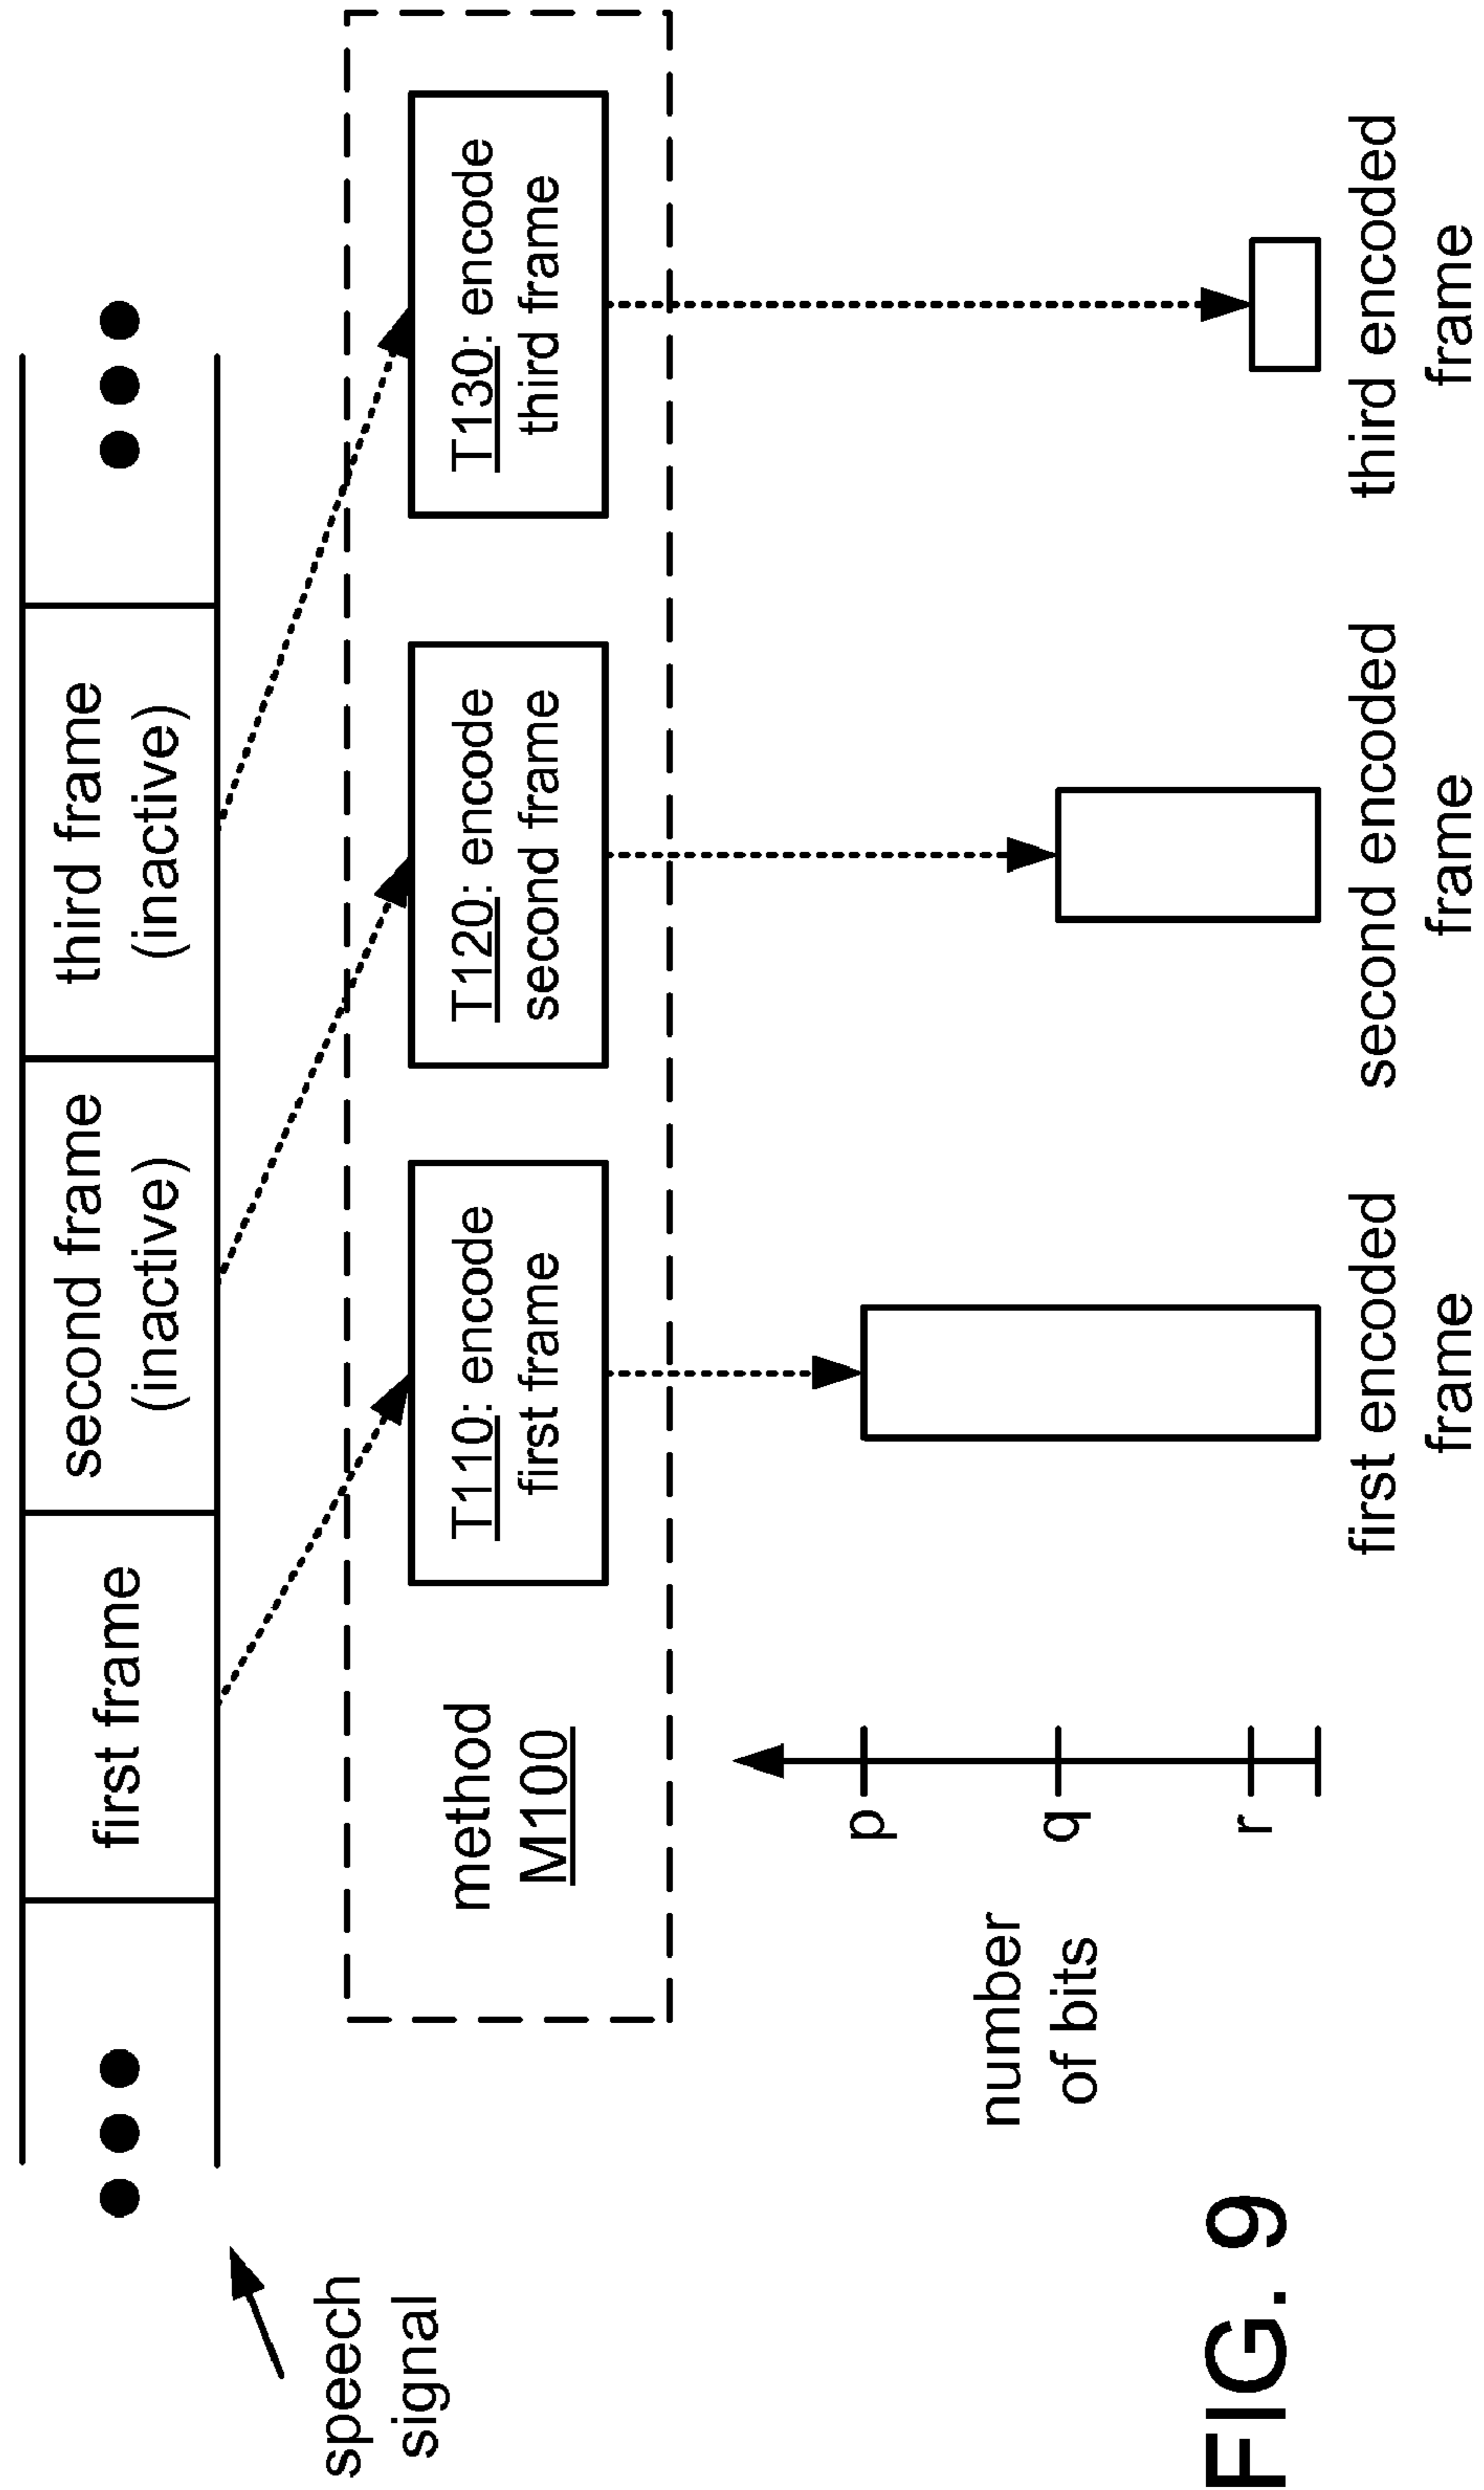 speech
signal
first frame
second frame
(inactive)
third frame
(inactive)
method
M100
T110: encode
first frame
T120: encode
second frame
T130: encode
third frame
number
of bits
p
q
r
first encoded
frame
second encoded
frame
third encoded
frame
FIG. 9